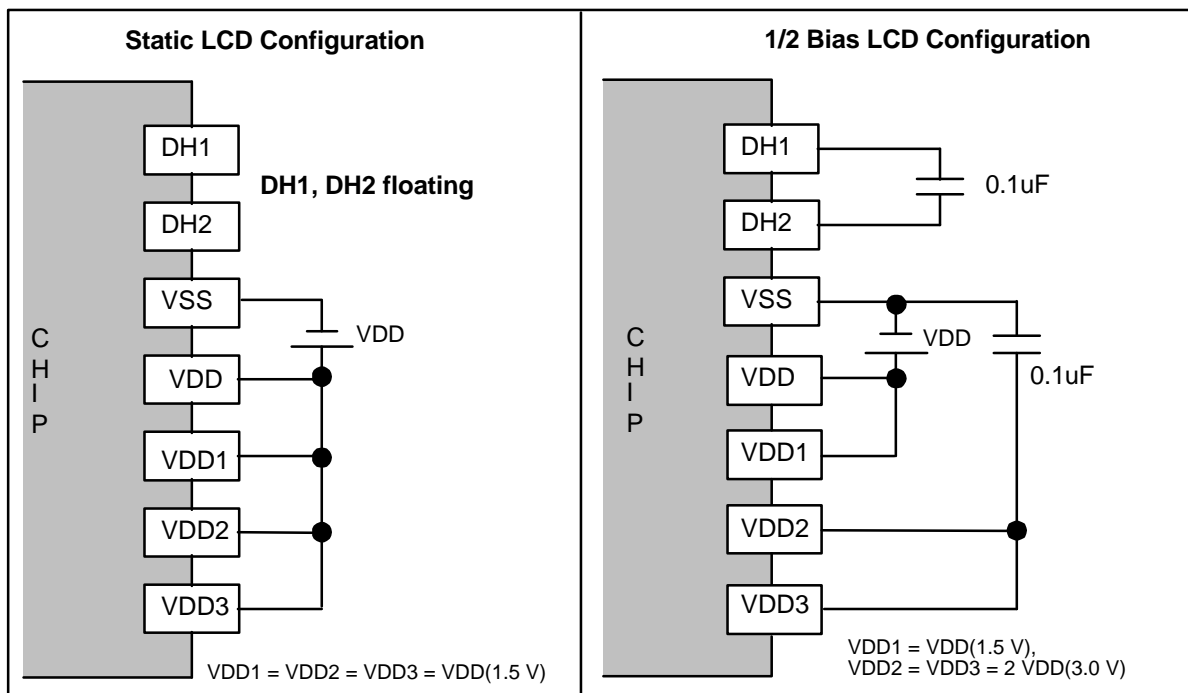 Static LCD Configuration
DH1
DH1, DH2 floating
DH2
VSS
VDD
VDD
VDD1
VDD2
VDD3
C
H
I
P
VDD1 = VDD2 = VDD3 = VDD(1.5 V)
1/2 Bias LCD Configuration
DH1
0.1uF
DH2
VSS
VDD
0.1uF
VDD
VDD1
VDD2
VDD3
C
H
I
P
VDD1 = VDD(1.5 V),
VDD2 = VDD3 = 2 VDD(3.0 V)